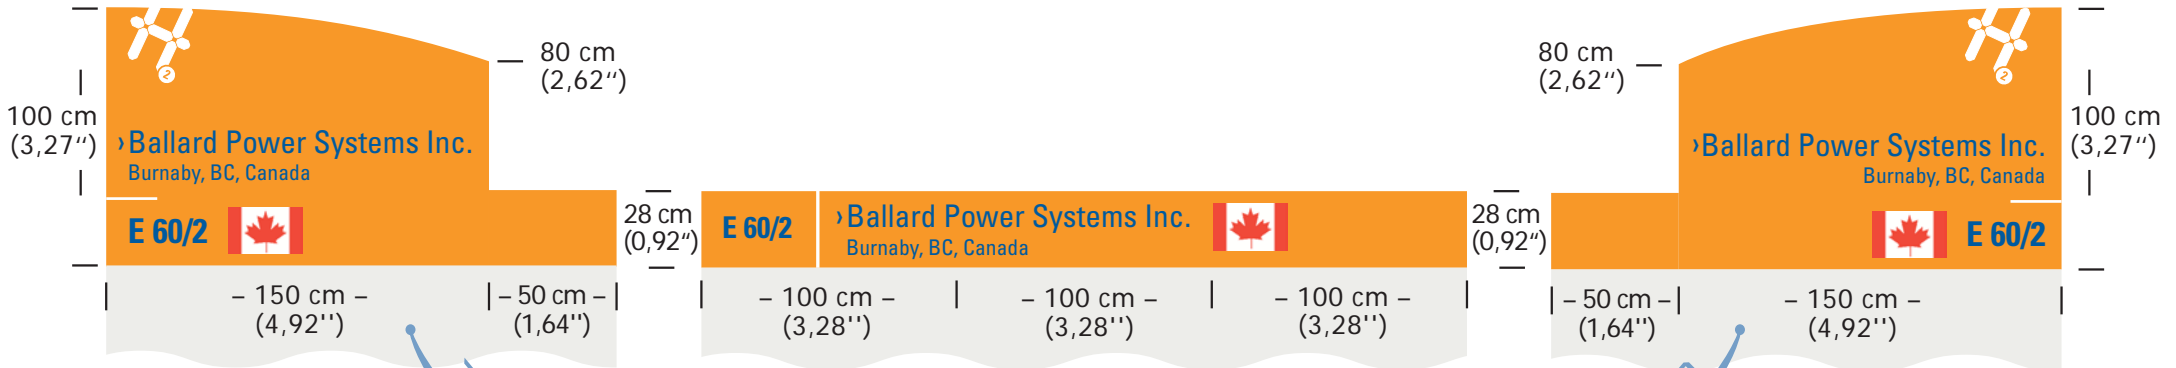 H
2
80 cm
(2,62“)
100 cm
(3,27“)
›Ballard Power Systems Inc.
Burnaby, BC, Canada
E 60/2
– 150 cm –
(4,92'')
– 50 cm –
(1,64'')
28 cm
(0,92“)
E 60/2
›Ballard Power Systems Inc.
Burnaby, BC, Canada
– 100 cm –
(3,28'')
– 100 cm –
(3,28'')
– 100 cm –
(3,28'')
28 cm
(0,92“)
80 cm
(2,62“)
H
2
100 cm
(3,27“)
›Ballard Power Systems Inc.
Burnaby, BC, Canada
E 60/2
– 50 cm –
(1,64'')
– 150 cm –
(4,92'')